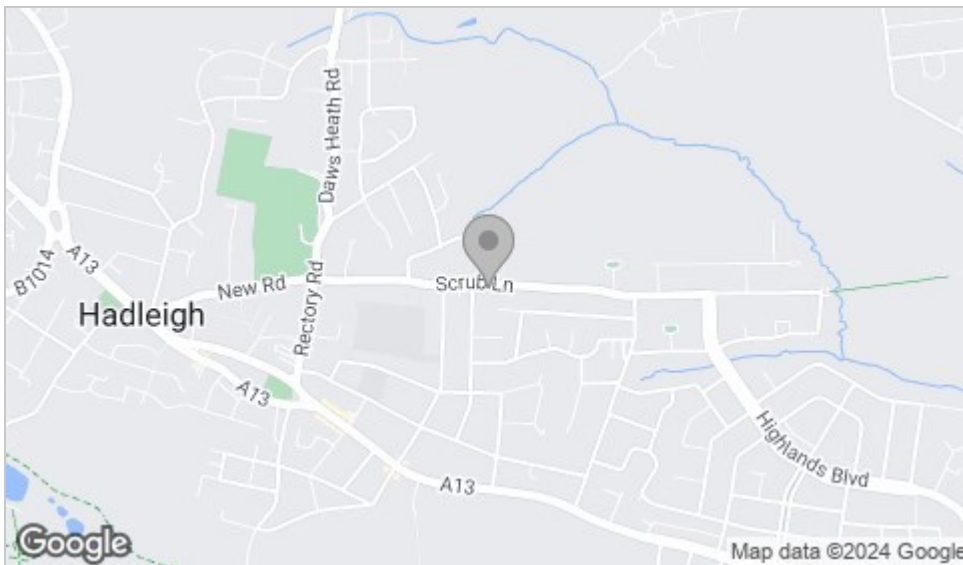 Daws Heath Rd
A13
B1014
New Rd
Scrub Ln
Hadleigh
Rectory Rd
A13
Highlands Blvd
A13
Google
Map data ©2024 Google